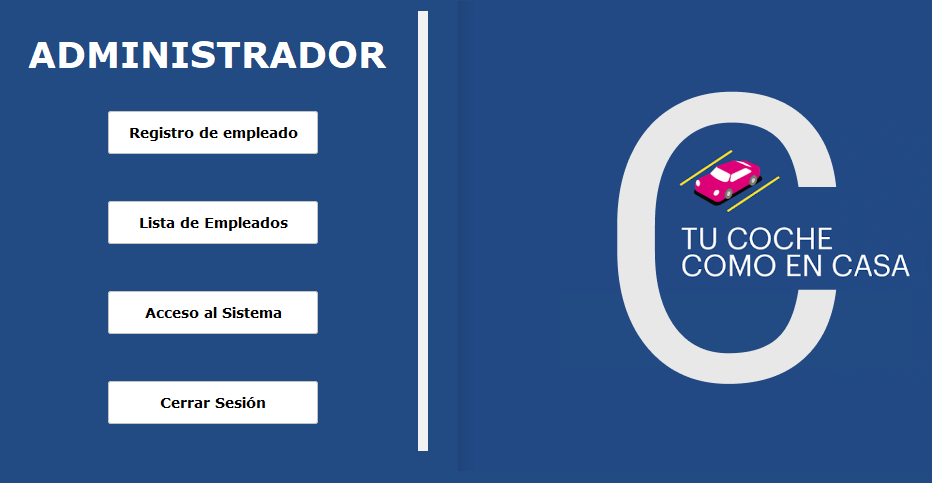 ADMINISTRADOR
Registro de empleado
Lista de Empleados
Acceso al Sistema
Cerrar Sesión
C
TU COCHE
COMO EN CASA